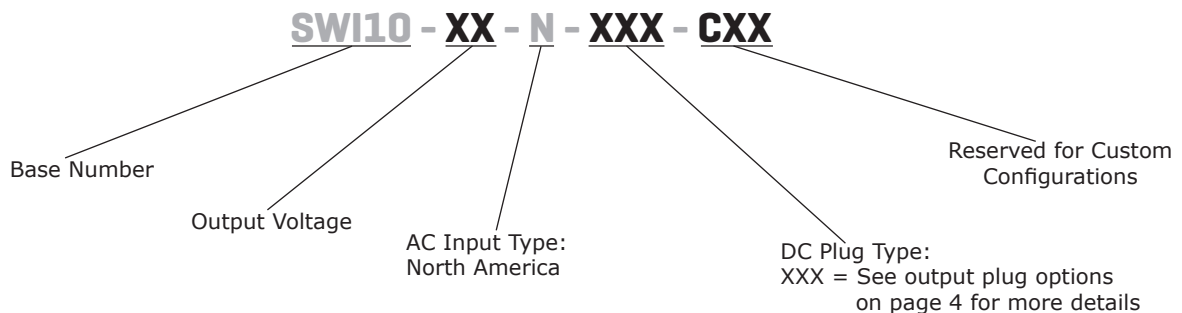 SWI10 - XX - N - XXX - CXX
Base Number
Output Voltage
AC Input Type:
North America
DC Plug Type:
XXX = See output plug options
on page 4 for more details
Reserved for Custom
Configurations